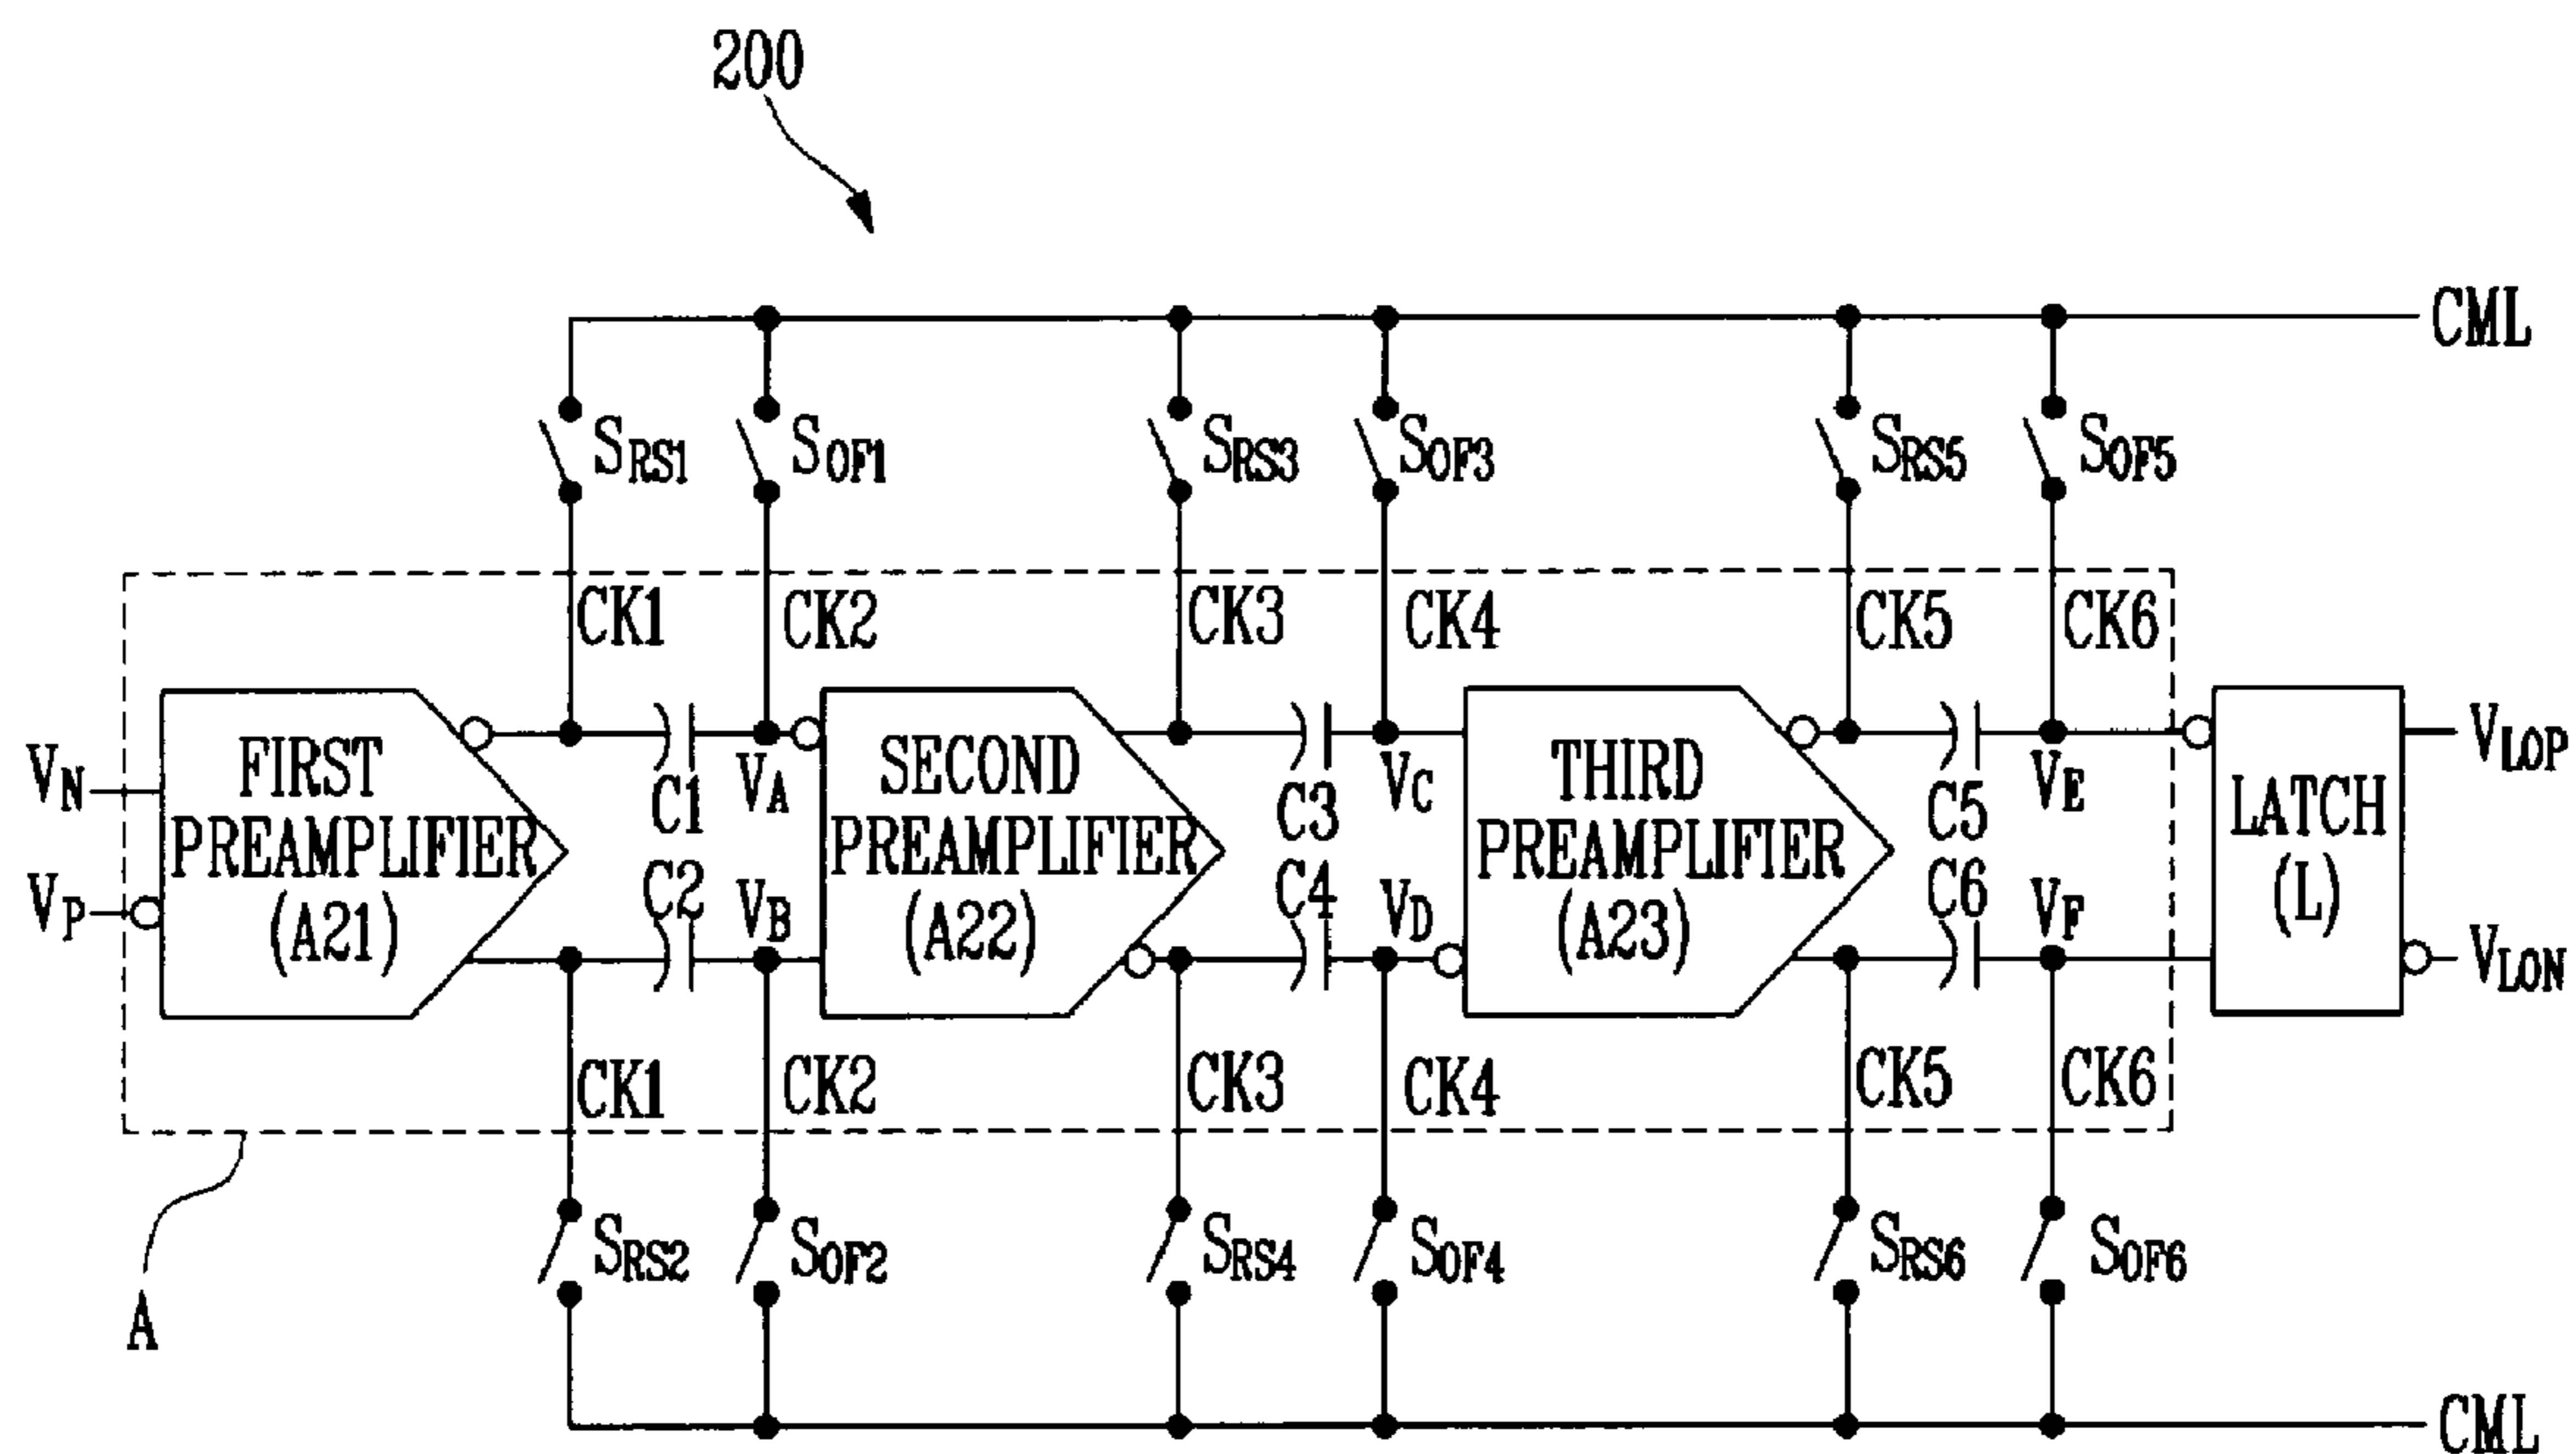 200
CML
SRS1 SOF1 SRS3 SOF3 SRS5 SOF5
CK1 CK2 CK3 CK4 CK5 CK6
VN
VP
FIRST
PREAMPLIFIER
(A21)
C1
C2
VA
VB
SECOND
PREAMPLIFIER
(A22)
C3
C4
VC
VD
THIRD
PREAMPLIFIER
(A23)
C5
C6
VE
VF
LATCH
(L)
VLOP
VLON
CK1 CK2 CK3 CK4 CK5 CK6
SRS2 SOF2 SRS4 SOF4 SRS6 SOF6
A
CML